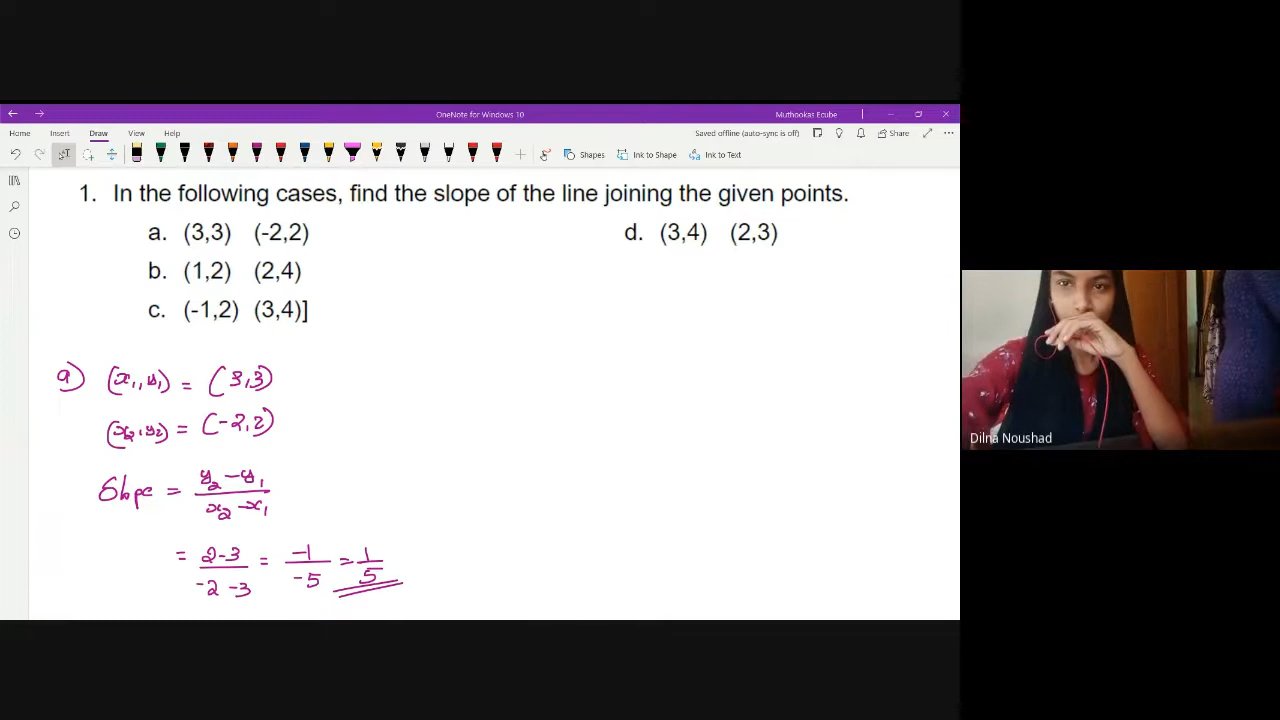 OneNote for Windows 10
Muthookas Ecube
Home Insert Draw View Help
Saved offline (auto-sync is off)
Share
Shapes Ink to Shape Ink to Text
1. In the following cases, find the slope of the line joining the given points.
a. (3,3) (-2,2)
d. (3,4) (2,3)
b. (1,2) (2,4)
c. (-1,2) (3,4)]
a) (x₁,y₁) = (3,3)
(x₂,y₂) = (-2,2)
Slope = y₂-y₁ / x₂-x₁
= 2-3 / -2-3 = -1 / -5 = 1/5
Dilna Noushad